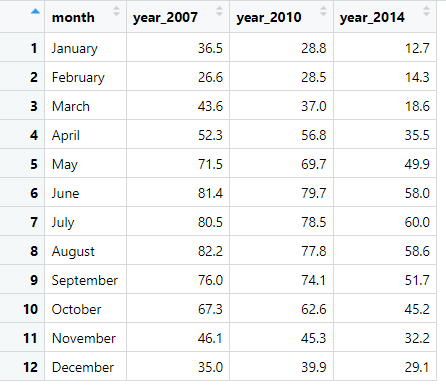 month year_2007 year_2010 year_2014
1 January 36.5 28.8 12.7
2 February 26.6 28.5 14.3
3 March 43.6 37.0 18.6
4 April 52.3 56.8 35.5
5 May 71.5 69.7 49.9
6 June 81.4 79.7 58.0
7 July 80.5 78.5 60.0
8 August 82.2 77.8 58.6
9 September 76.0 74.1 51.7
10 October 67.3 62.6 45.2
11 November 46.1 45.3 32.2
12 December 35.0 39.9 29.1